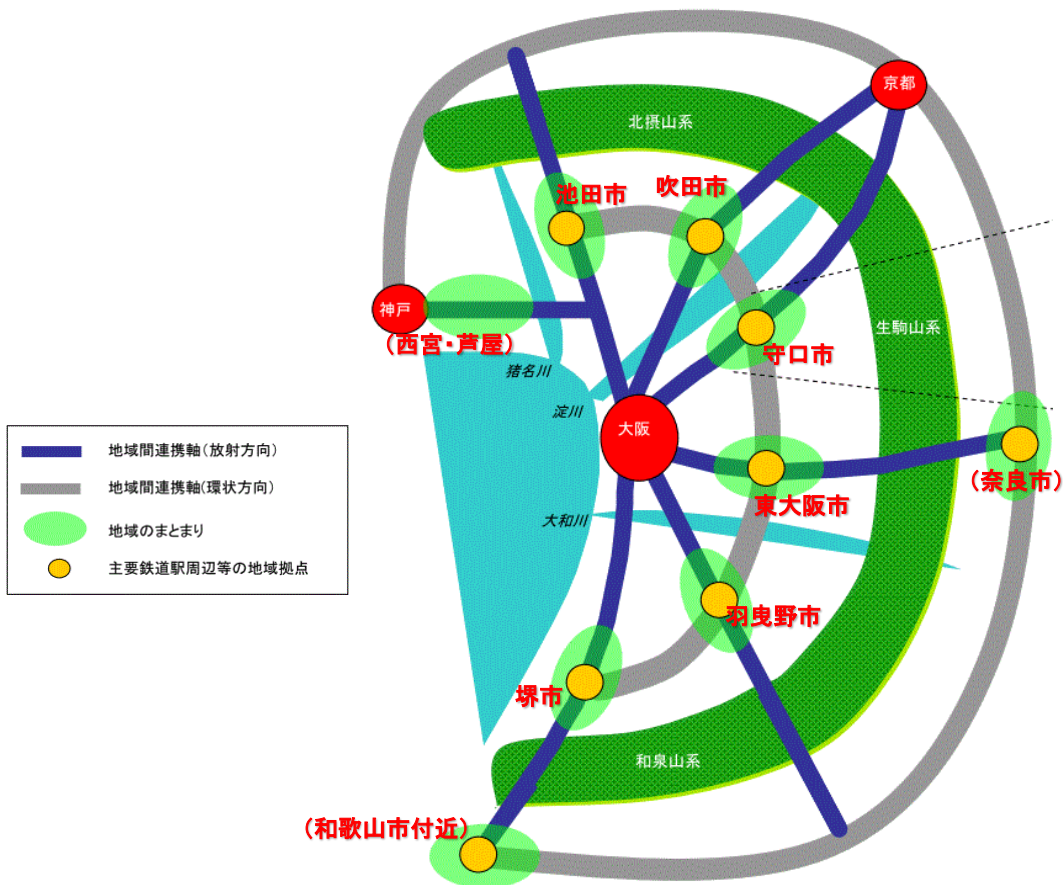 京都
北摂山系
池田市
吹田市
神戸
生駒山系
(西宮・芦屋)
守口市
猪名川
淀川
大阪
地域間連携軸(放射方向)
地域間連携軸(環状方向)
地域のまとまり
主要鉄道駅周辺等の地域拠点
(奈良市)
東大阪市
大和川
羽曳野市
堺市
和泉山系
(和歌山市付近)